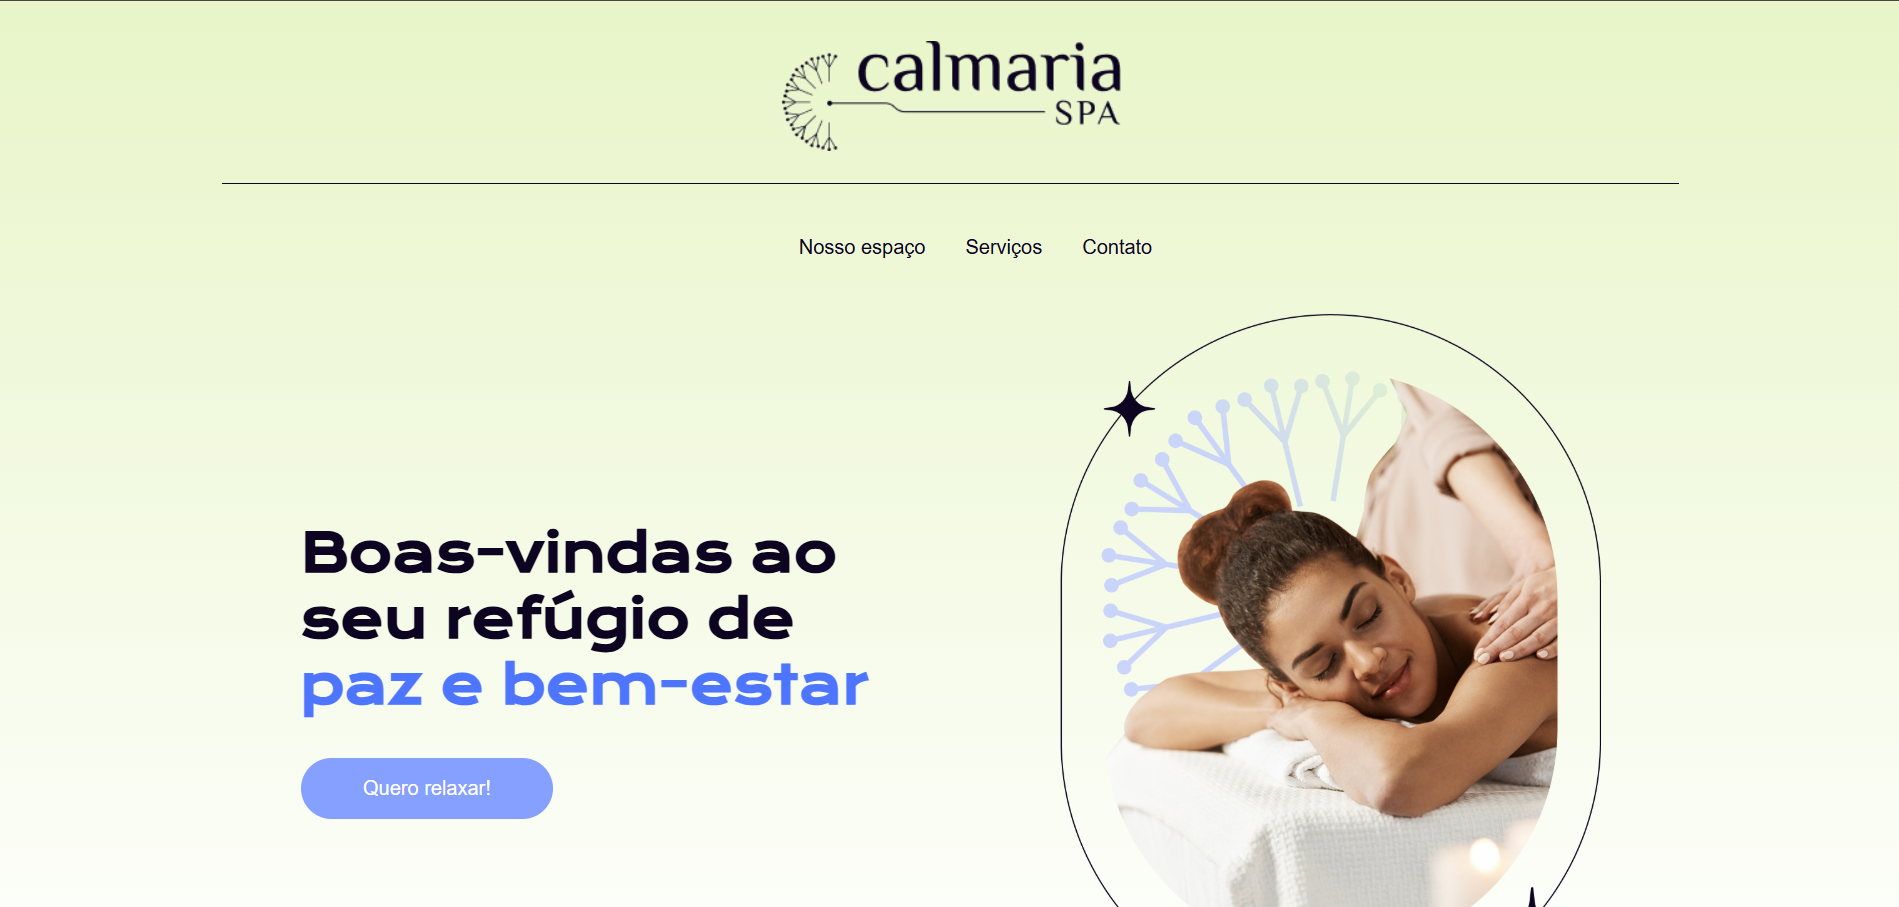 calmaria
SPA
Nosso espaço Serviços Contato
Boas-vindas ao
seu refúgio de
paz e bem-estar
Quero relaxar!